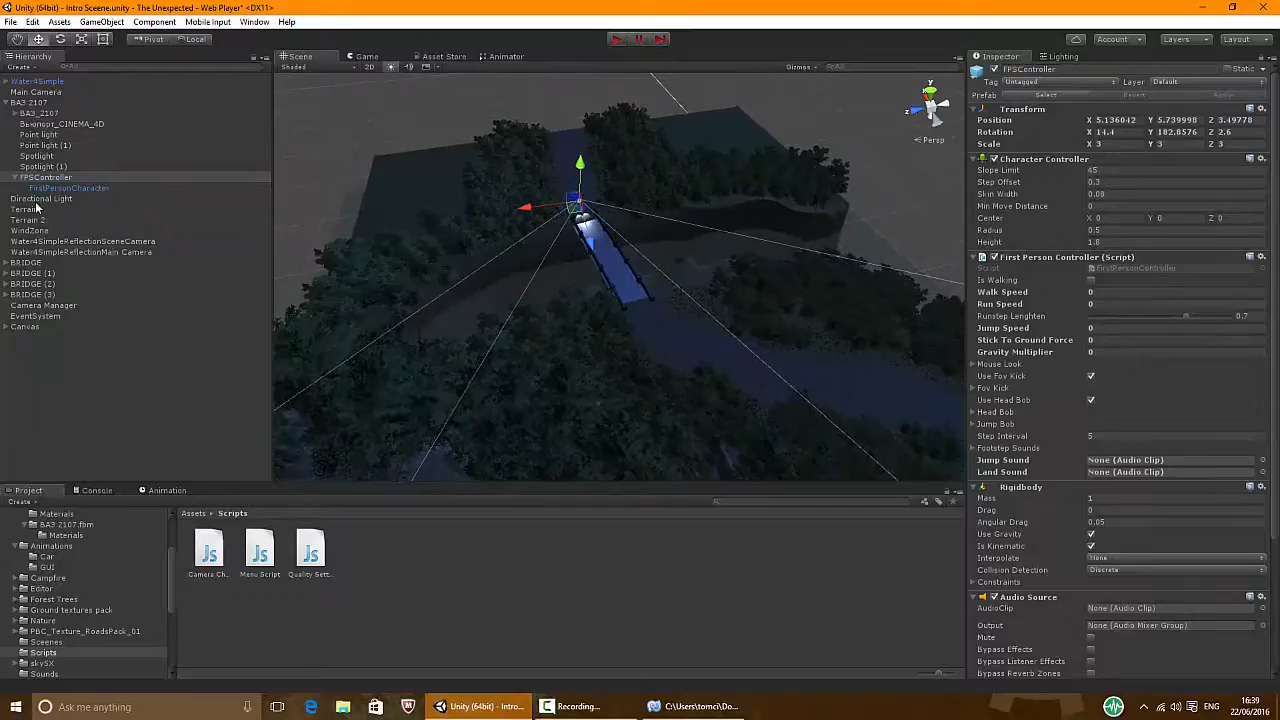 Unity (64bit) - Intro Sceene. - The Unexpected - Web Player* <DX11>
File Edit Assets GameObject Component Mobile Input Window Help
Pivot Local Account Layers Layout
Hierarchy
Create All
Water4Simple
Main Camera
BA3 2107
BA3_2107
Point light
Point light (1)
Spotlight
Spotlight (1)
FPSController
FirstPersonCharacter
Directional Light
Terrain
Terrain 2
WindZone
Water4SimpleReflectionSceneCamera
Water4SimpleReflectionMain Camera
BRIDGE
BRIDGE (1)
BRIDGE (2)
BRIDGE (3)
Camera Manager
EventSystem
Canvas
Scene Game Asset Store Animator
Shaded 2D Gizmos All
y
x
z
Persp
Inspector Lighting
FPSController Static
Tag Untagged Layer Default
Prefab Select Revert Apply
Transform
Position X 5.136042 Y 5.739998 Z 3.49778
Rotation X 14.4 Y 182.8576 Z 2.6
Scale X 3 Y 3 Z 3
Character Controller
Slope Limit 45
Step Offset 0.3
Skin Width 0.08
Min Move Distance 0
Center X 0 Y 0 Z 0
Radius 0.5
Height 1.8
First Person Controller (Script)
Script FirstPersonController
Is Walking
Walk Speed 0
Run Speed 0
Runstep Lenghten 0.7
Jump Speed 0
Stick To Ground Force 0
Gravity Multiplier 0
Mouse Look
Use Fov Kick
Fov Kick
Use Head Bob
Head Bob
Jump Bob
Step Interval 5
Footstep Sounds
Jump Sound None (Audio Clip)
Land Sound None (Audio Clip)
Rigidbody
Mass 1
Drag 0
Angular Drag 0.05
Use Gravity
Is Kinematic
Interpolate None
Collision Detection Discrete
Constraints
Audio Source
AudioClip None (Audio Clip)
Output None (Audio Mixer Group)
Mute
Bypass Effects
Bypass Listener Effects
Bypass Reverb Zones
Project Console Animation
Create
Materials
BA3 2107.fbm
Materials
Animations
Car
GUI
Campfire
Editor
Forest Trees
Ground textures pack
Nature
PBC_Texture_RoadsPack_01
Sceenes
Scripts
skySX
Sounds
Assets Scripts
Js Js Js
Camera Ch... Menu Script Quality Sett...
Ask me anything
Unity (64bit) - Intro...
Recording...
C:\Users\tomci\Do...
ENG
16:39
22/06/2016